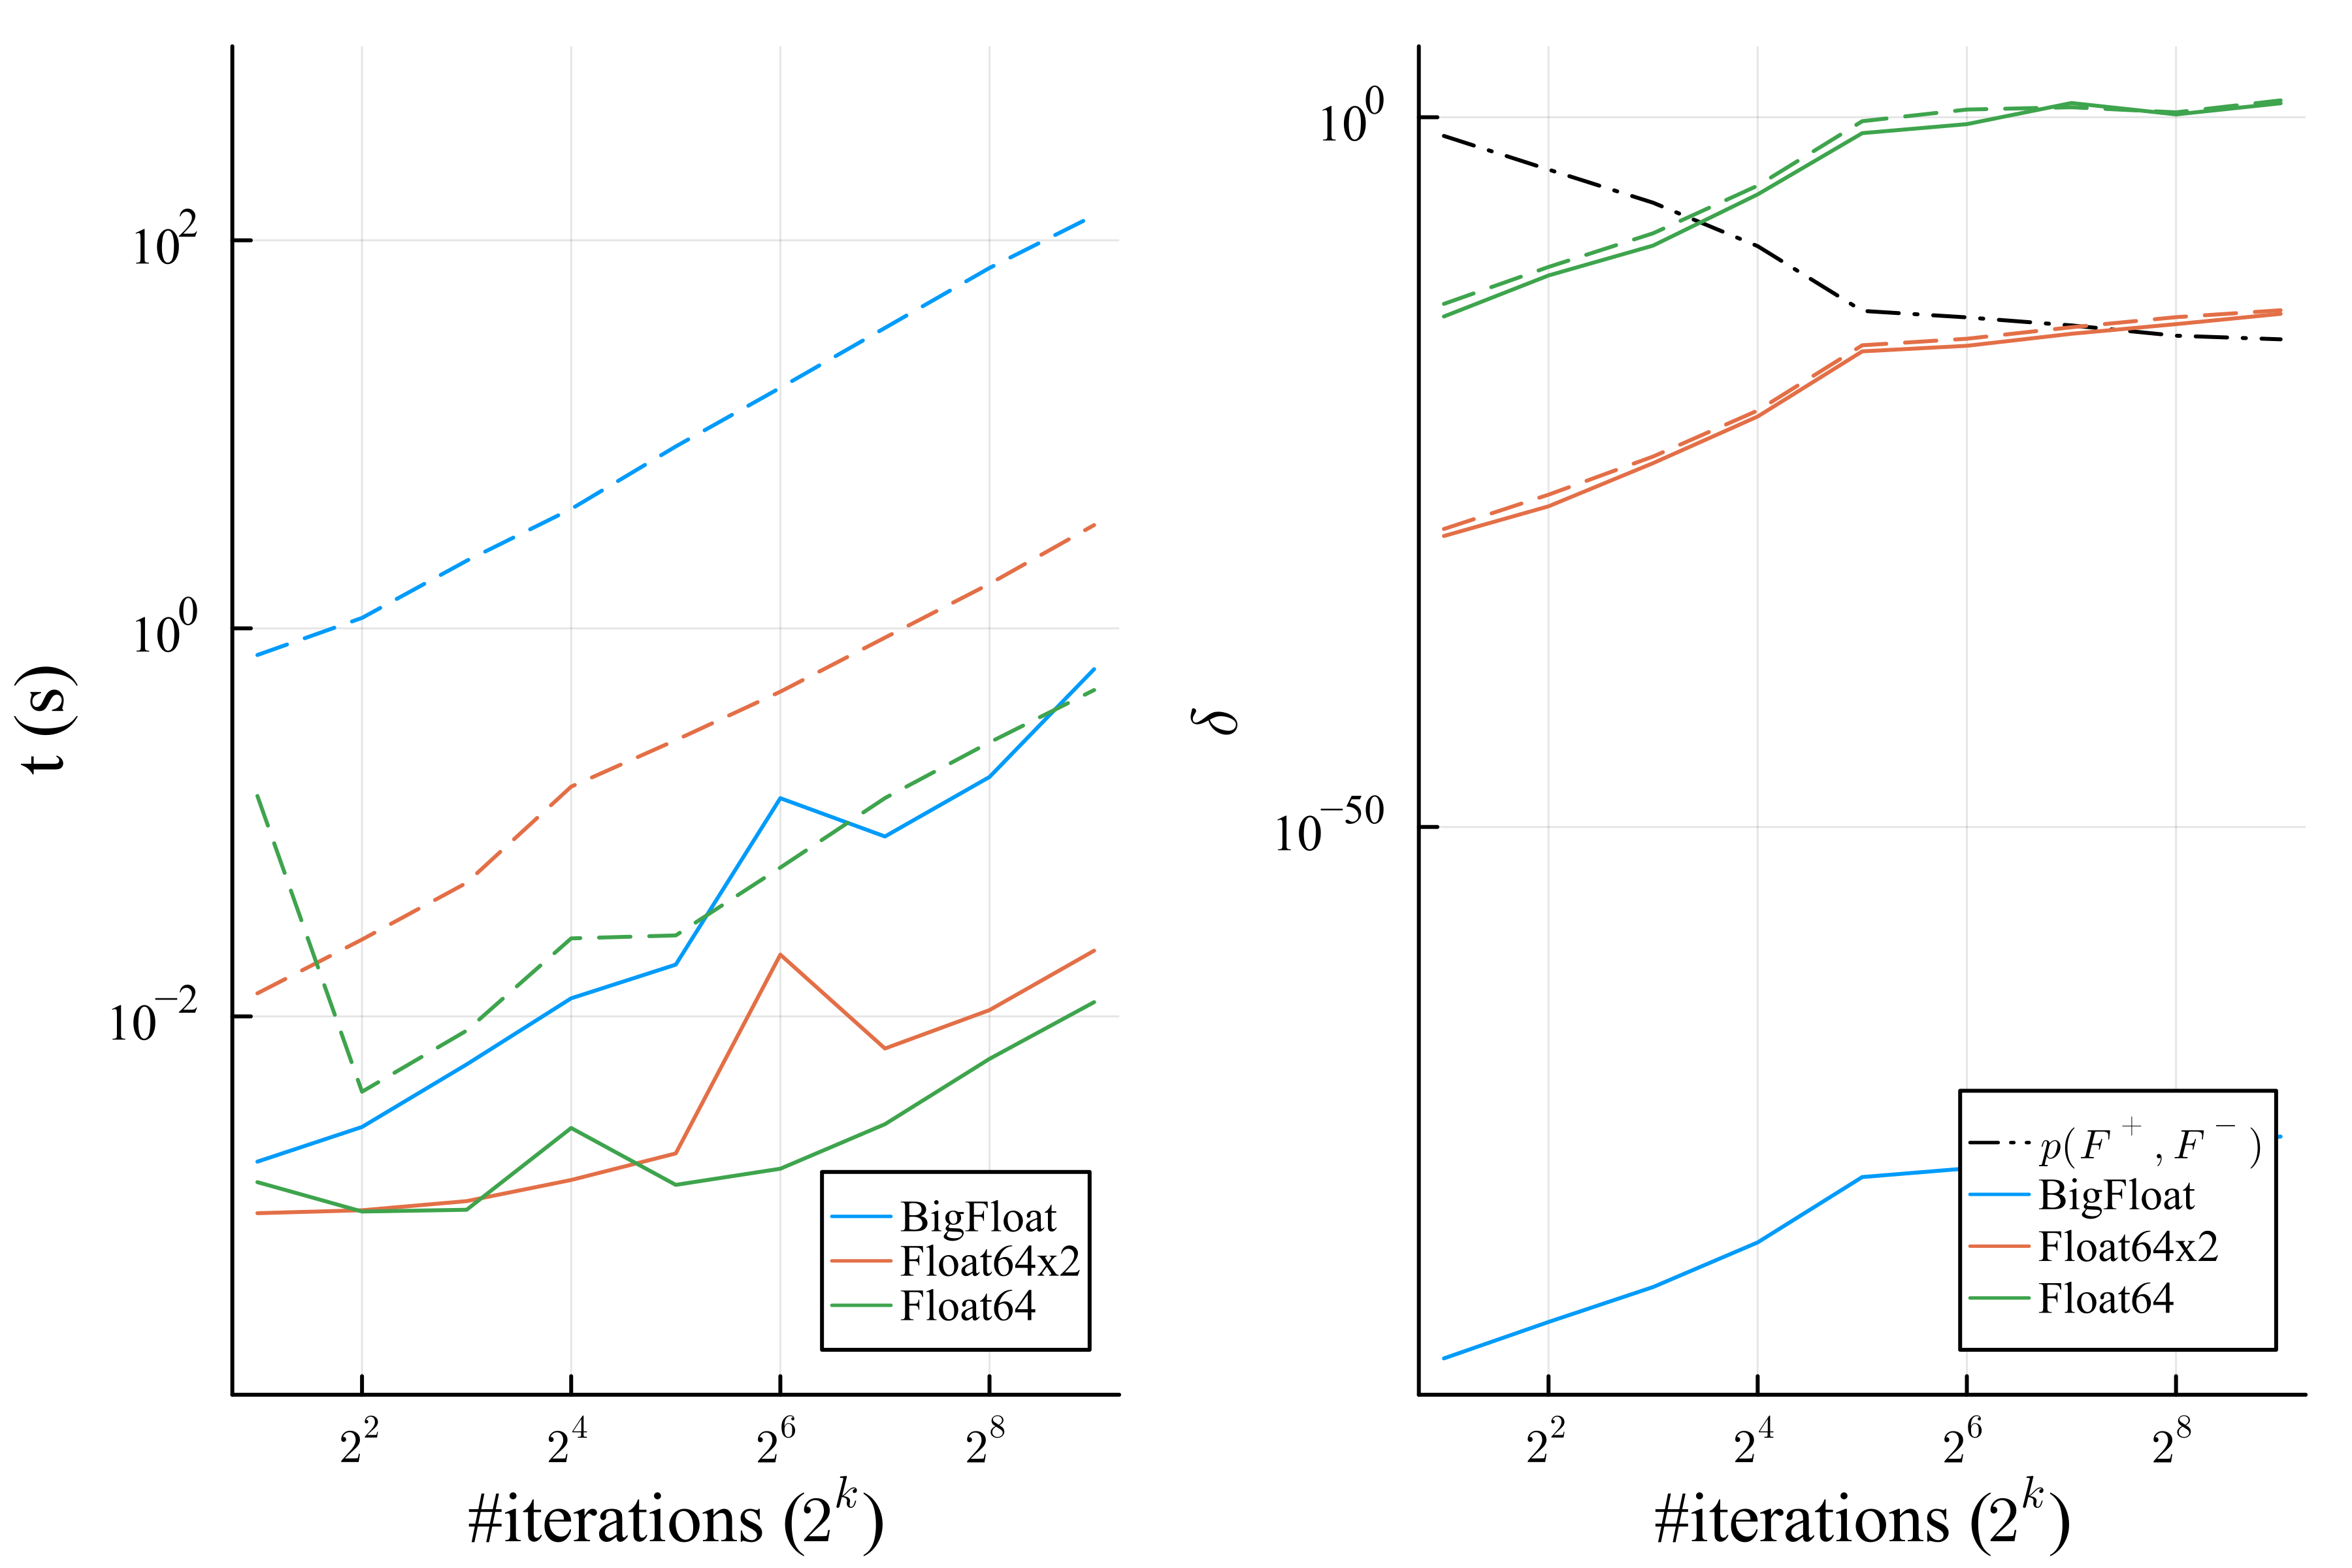 t (s)
10^2
10^0
10^−2
BigFloat
Float64x2
Float64
2^2 2^4 2^6 2^8
#iterations (2^k)
δ
10^0
10^−50
p(F^+, F^−)
BigFloat
Float64x2
Float64
2^2 2^4 2^6 2^8
#iterations (2^k)